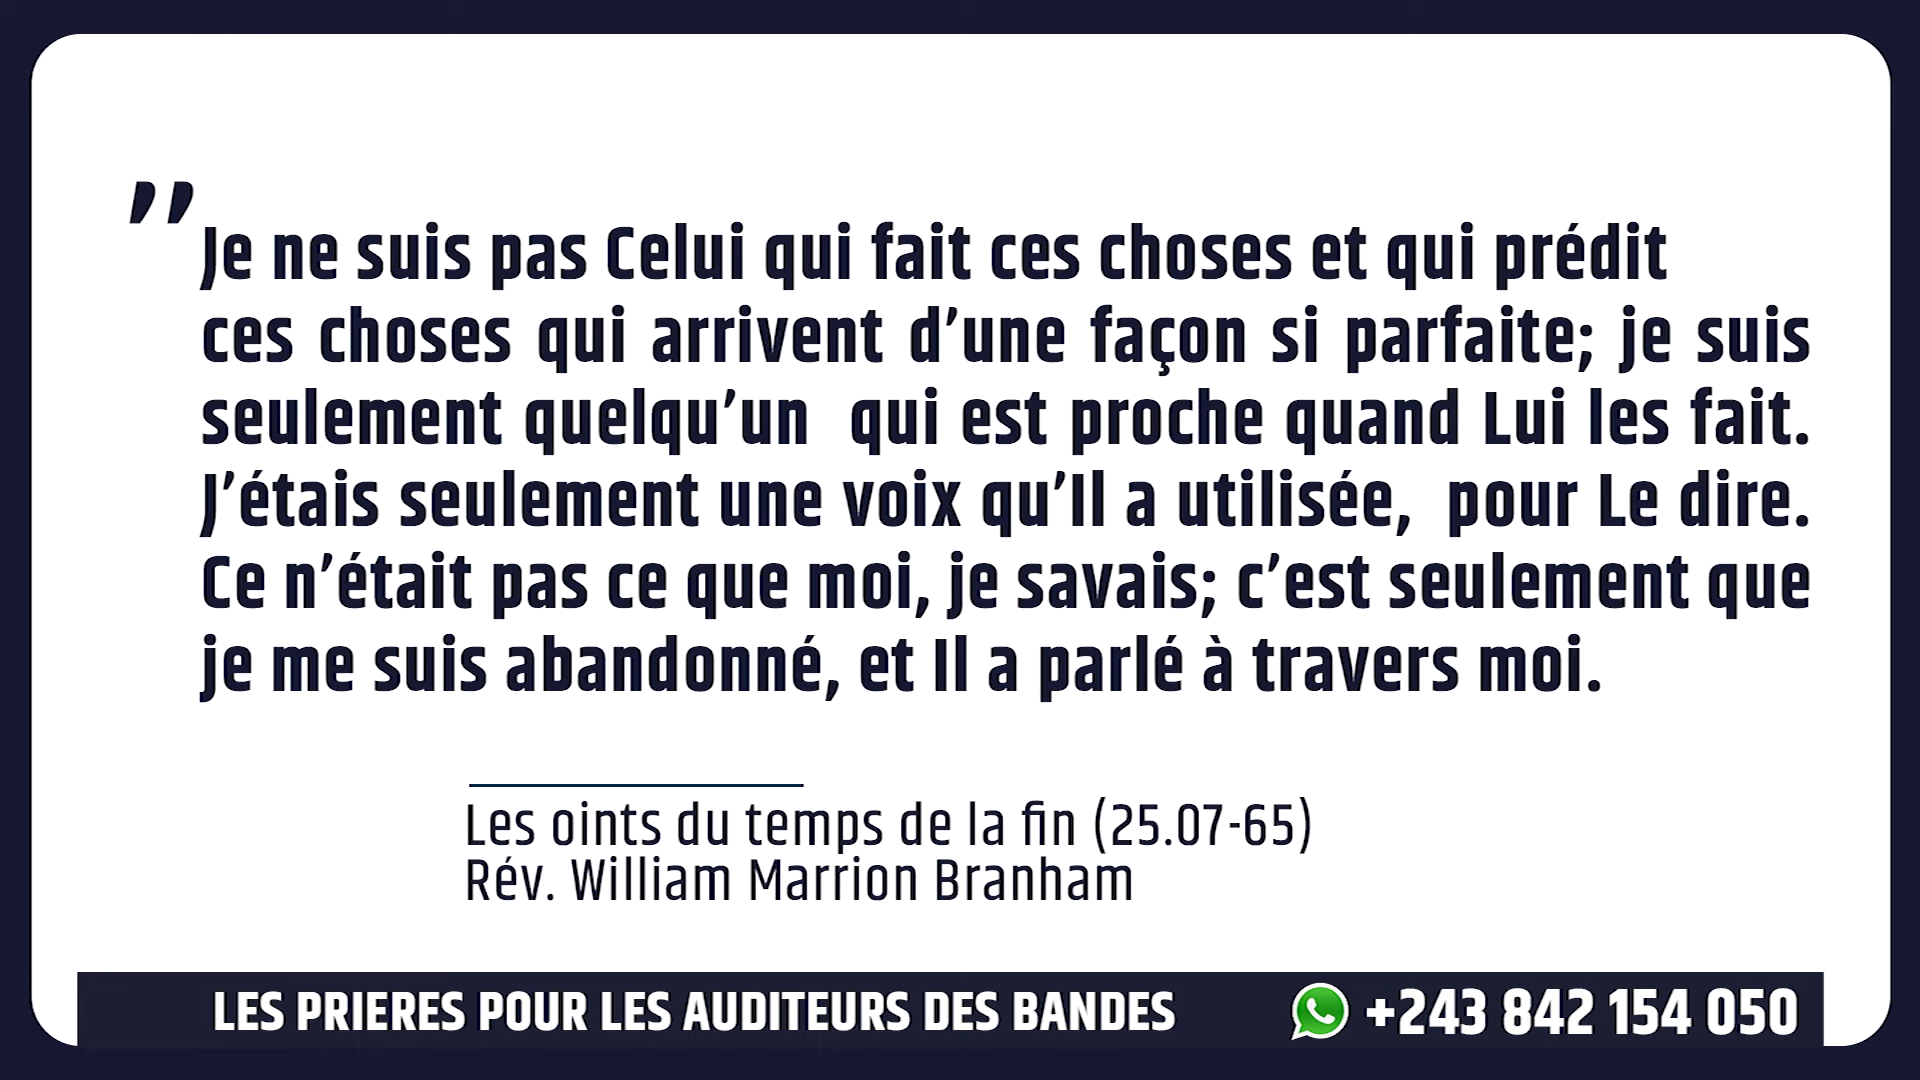 ”Je ne suis pas Celui qui fait ces choses et qui prédit
ces choses qui arrivent d’une façon si parfaite; je suis
seulement quelqu’un qui est proche quand Lui les fait.
J’étais seulement une voix qu’Il a utilisée, pour Le dire.
Ce n’était pas ce que moi, je savais; c’est seulement que
je me suis abandonné, et Il a parlé à travers moi.
Les oints du temps de la fin (25.07-65)
Rév. William Marrion Branham
LES PRIERES POUR LES AUDITEURS DES BANDES +243 842 154 050